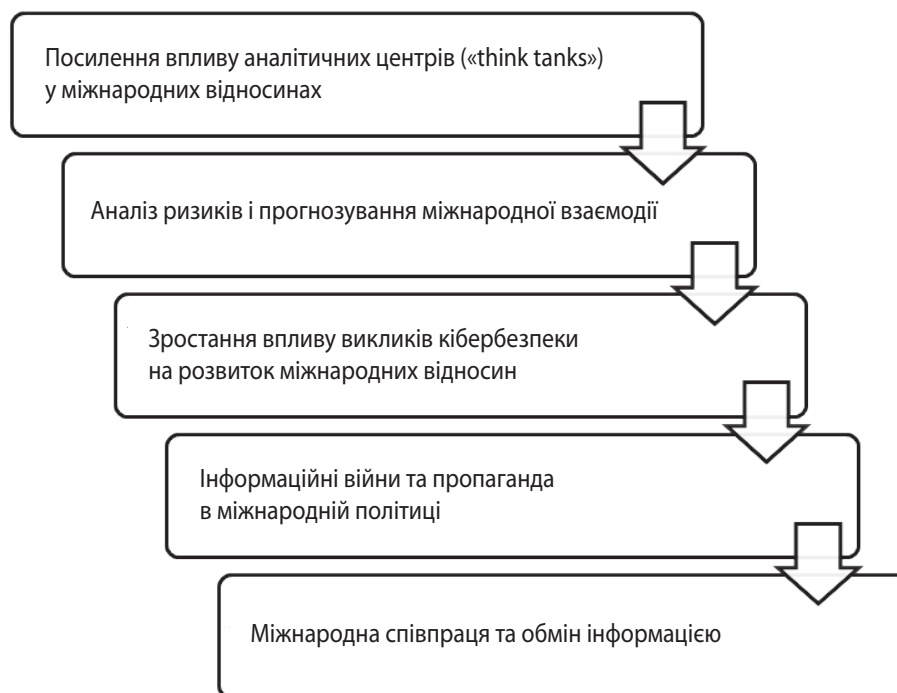 Посилення впливу аналітичних центрів («think tanks»)
у міжнародних відносинах
Аналіз ризиків і прогнозування міжнародної взаємодії
Зростання впливу викликів кібербезпеки
на розвиток міжнародних відносин
Інформаційні війни та пропаганда
в міжнародній політиці
Міжнародна співпраця та обмін інформацією